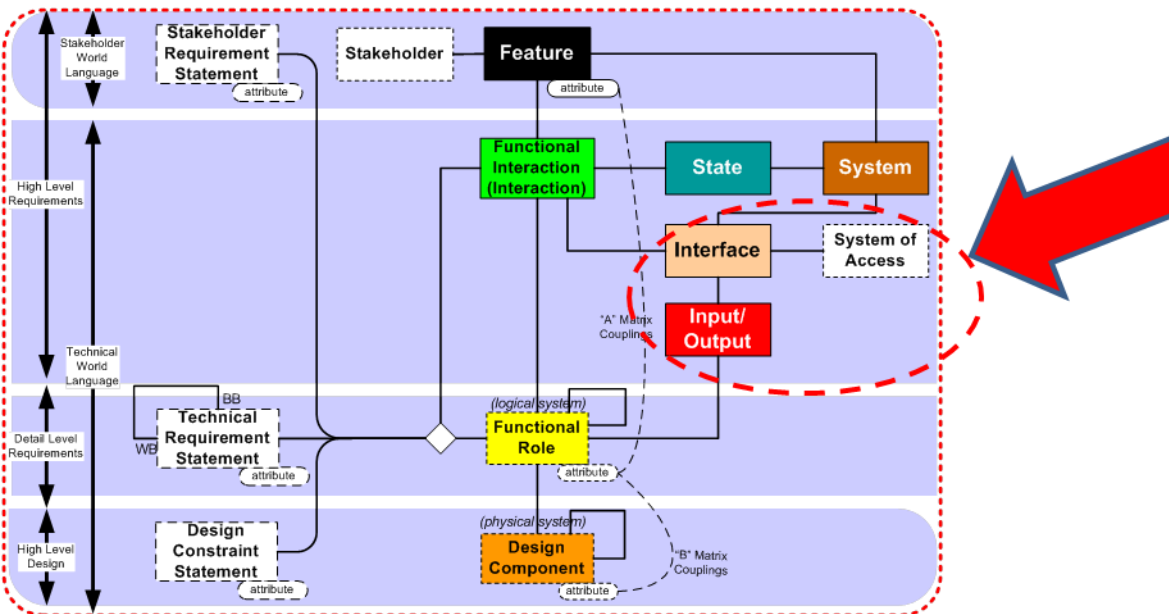 Stakeholder
World
Language
Stakeholder
Requirement
Statement
attribute
Stakeholder
Feature
attribute
High Level
Requirements
Functional
Interaction
(Interaction)
State
System
Interface
System of
Access
"A" Matrix
Couplings
Input/
Output
Technical
World
Language
Detail Level
Requirements
BB
WB
Technical
Requirement
Statement
attribute
(logical system)
Functional
Role
attribute
High Level
Design
Design
Constraint
Statement
attribute
(physical system)
Design
Component
attribute
"B" Matrix
Couplings